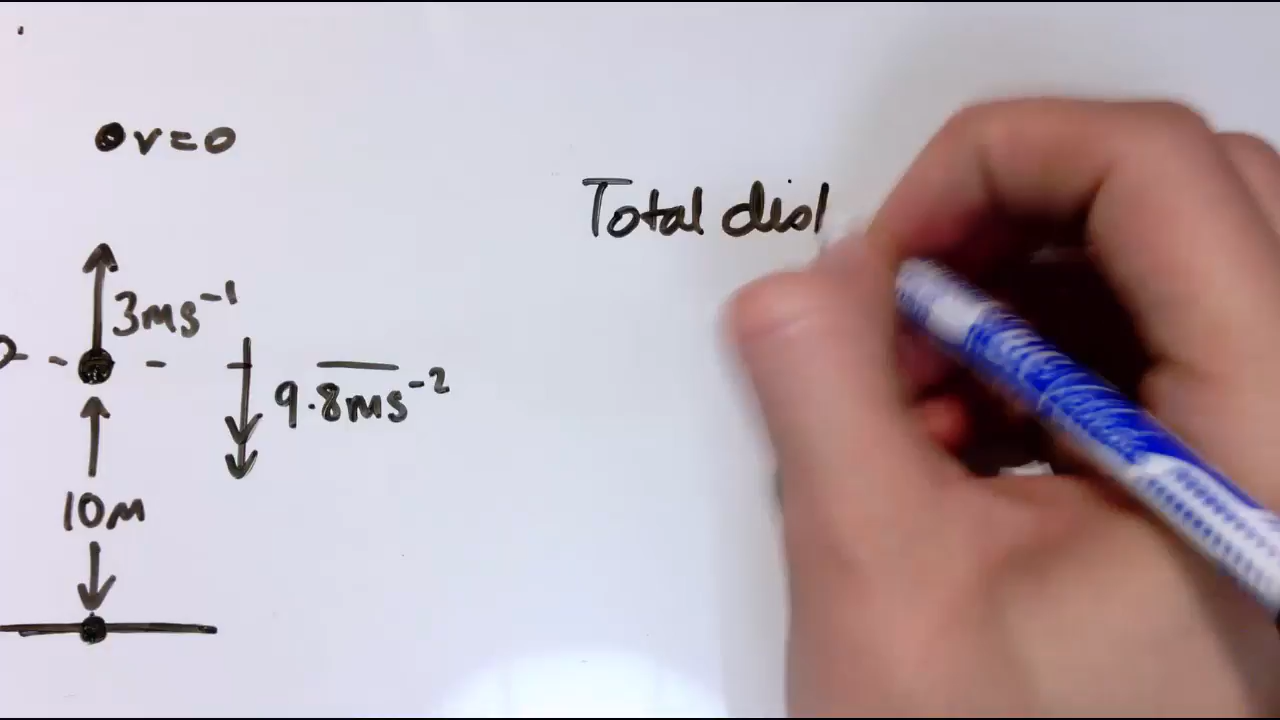 v=0
Total dist
3ms⁻¹
9.8ms⁻²
10m